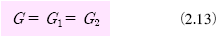 G = G₁ = G₂ (2.13)